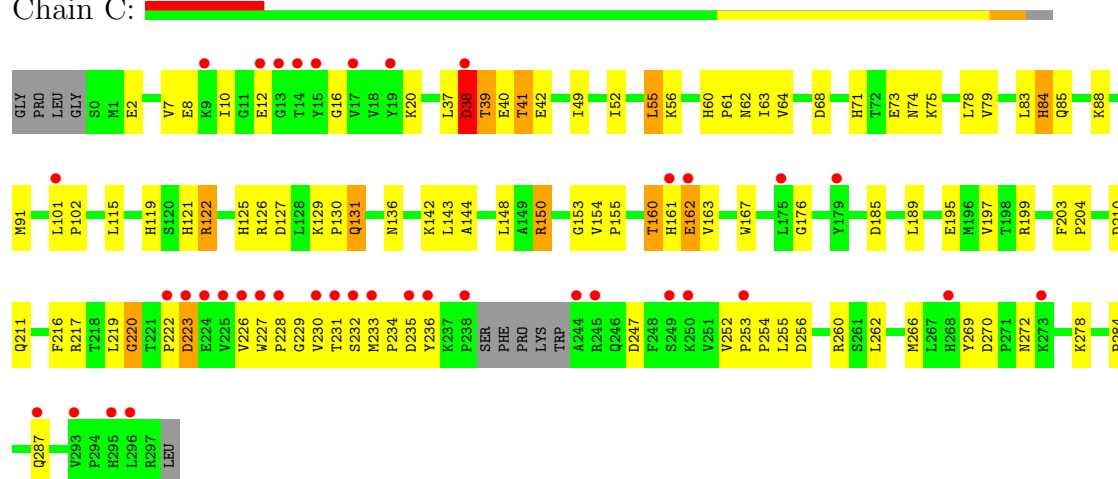 Chain C:
GLY PRO LEU GLY S0 M1 E2 V7 E8 K9 I10 G11 E12 G13 T14 Y15 G16 V17 V18 Y19 K20 L37 D38 T39 E40 T41 E42 I49 I52 L55 K56 H60 P61 N62 I63 V64 D68 H71 T72 E73 N74 K75 L78 V79 L83 H84 Q85 K88
M91 L101 P102 L115 H119 S120 H121 R122 H125 R126 D127 L128 K129 P130 Q131 N136 K142 L143 A144 L148 A149 R150 G153 V154 P155 T160 H161 E162 V163 W167 L175 G176 Y179 D185 L189 E195 M196 V197 T198 R199 F203 P204 D210
Q211 F216 R217 T218 L219 G220 T221 P222 D223 E224 V225 V226 W227 P228 G229 V230 T231 S232 M233 P234 D235 Y236 K237 P238 SER PHE PRO LYS TRP A244 R245 Q246 D247 F248 S249 K250 V251 V252 P253 P254 L255 D256 R260 S261 L262 M266 L267 H268 Y269 D270 P271 N272 K273 K278
Q287 V293 P294 H295 L296 R297 LEU